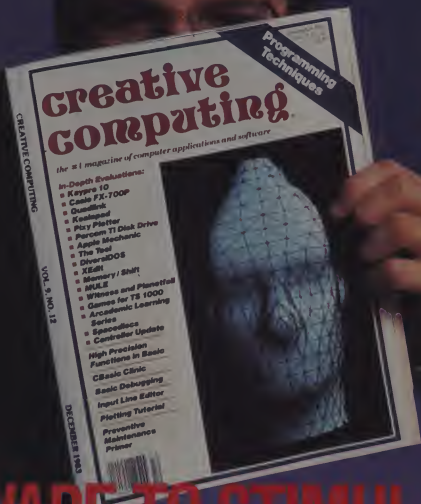 Programming
Techniques
creative
computing
the #1 magazine of computer applications and software
CREATIVE COMPUTING
VOL. 9, NO. 12
DECEMBER 1983
In-Depth Evaluations:
Kaypro 10
Casio FX-700P
Quadlink
Koalapad
Pixy Plotter
Percom TI Disk Drive
Apple Mechanic
The Tool
DiversiDOS
XEdit
Memory / Shift
MULE
Witness and Planetfall
Games for TS 1000
Arcademic Learning
Series
Spacediscs
Controller Update
High Precision
Functions in Basic
CBasic Clinic
Basic Debugging
Input Line Editor
Plotting Tutorial
Preventive
Maintenance
Primer